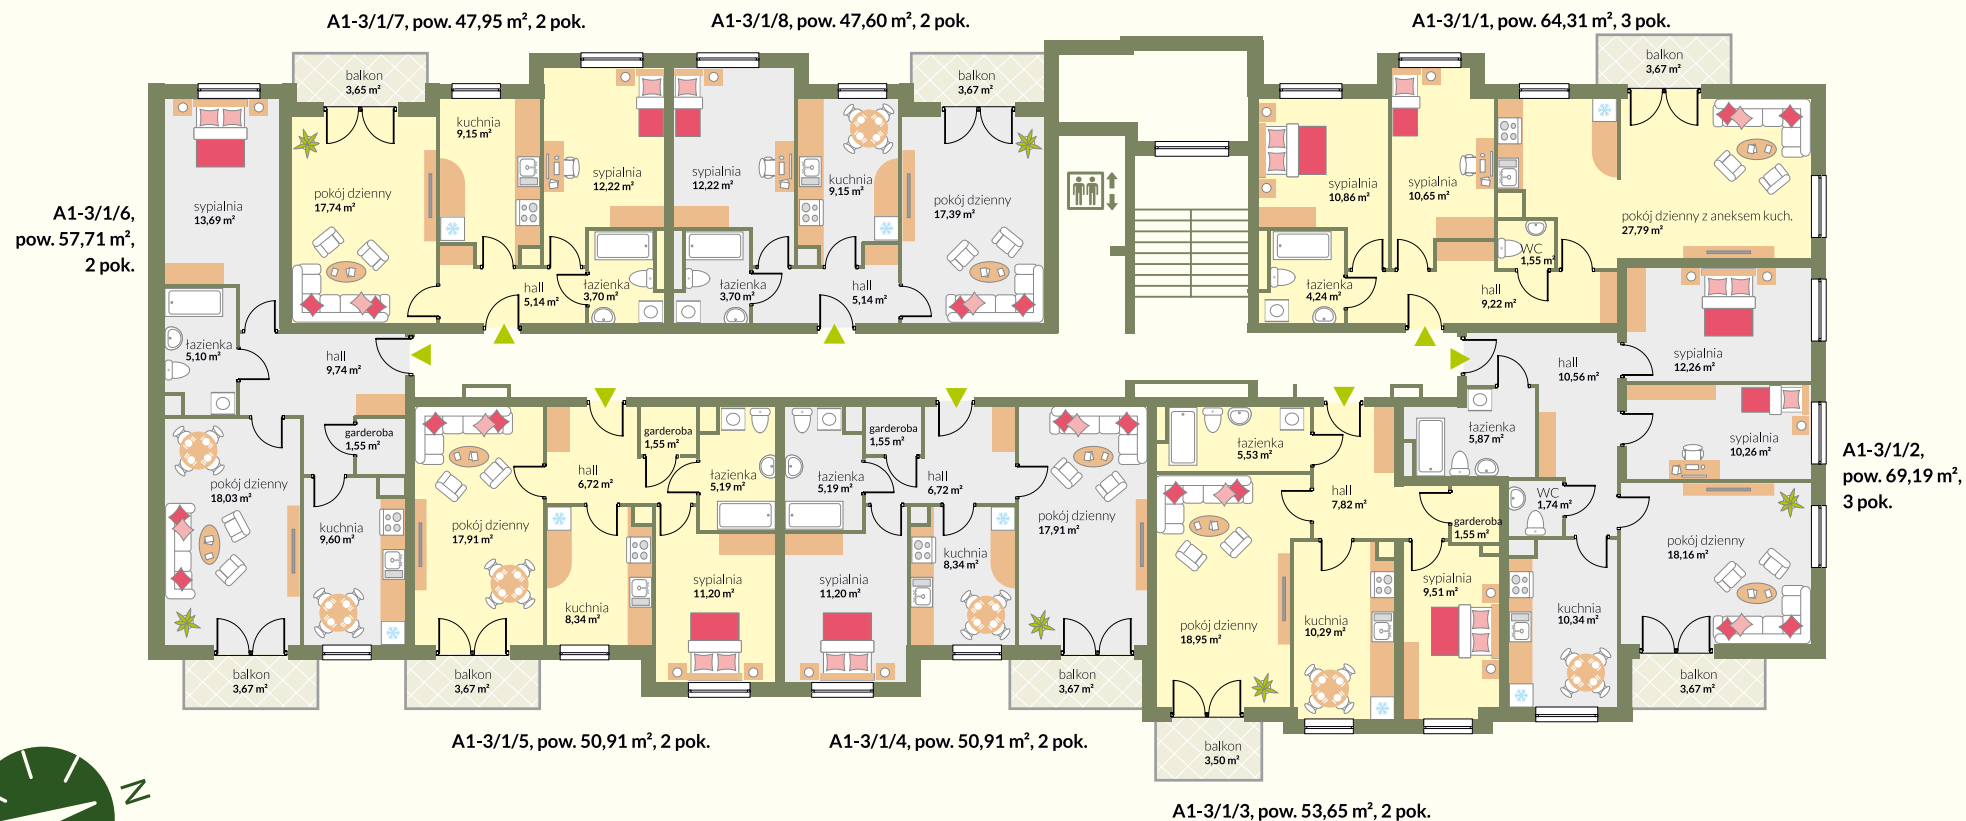 A1-3/1/7, pow. 47,95 m², 2 pok.
A1-3/1/8, pow. 47,60 m², 2 pok.
A1-3/1/1, pow. 64,31 m², 3 pok.
balkon
3,65 m²
kuchnia
9,15 m²
sypialnia
12,22 m²
pokój dzienny
17,74 m²
hall
5,14 m²
łazienka
3,70 m²
sypialnia
12,22 m²
kuchnia
9,15 m²
balkon
3,67 m²
pokój dzienny
17,39 m²
łazienka
3,70 m²
hall
5,14 m²
sypialnia
10,86 m²
sypialnia
10,65 m²
balkon
3,67 m²
pokój dzienny z aneksem kuch.
27,79 m²
WC
1,55 m²
łazienka
4,24 m²
hall
9,22 m²
A1-3/1/6,
pow. 57,71 m²,
2 pok.
sypialnia
13,69 m²
łazienka
5,10 m²
hall
9,74 m²
garderoba
1,55 m²
pokój dzienny
18,03 m²
kuchnia
9,60 m²
balkon
3,67 m²
pokój dzienny
17,91 m²
hall
6,72 m²
garderoba
1,55 m²
łazienka
5,19 m²
kuchnia
8,34 m²
sypialnia
11,20 m²
balkon
3,67 m²
łazienka
5,19 m²
garderoba
1,55 m²
hall
6,72 m²
pokój dzienny
17,91 m²
sypialnia
11,20 m²
kuchnia
8,34 m²
balkon
3,67 m²
łazienka
5,53 m²
hall
7,82 m²
garderoba
1,55 m²
pokój dzienny
18,95 m²
kuchnia
10,29 m²
sypialnia
9,51 m²
balkon
3,50 m²
hall
10,56 m²
sypialnia
12,26 m²
łazienka
5,87 m²
sypialnia
10,26 m²
WC
1,74 m²
pokój dzienny
18,16 m²
kuchnia
10,34 m²
balkon
3,67 m²
A1-3/1/2,
pow. 69,19 m²,
3 pok.
A1-3/1/5, pow. 50,91 m², 2 pok.
A1-3/1/4, pow. 50,91 m², 2 pok.
A1-3/1/3, pow. 53,65 m², 2 pok.
N